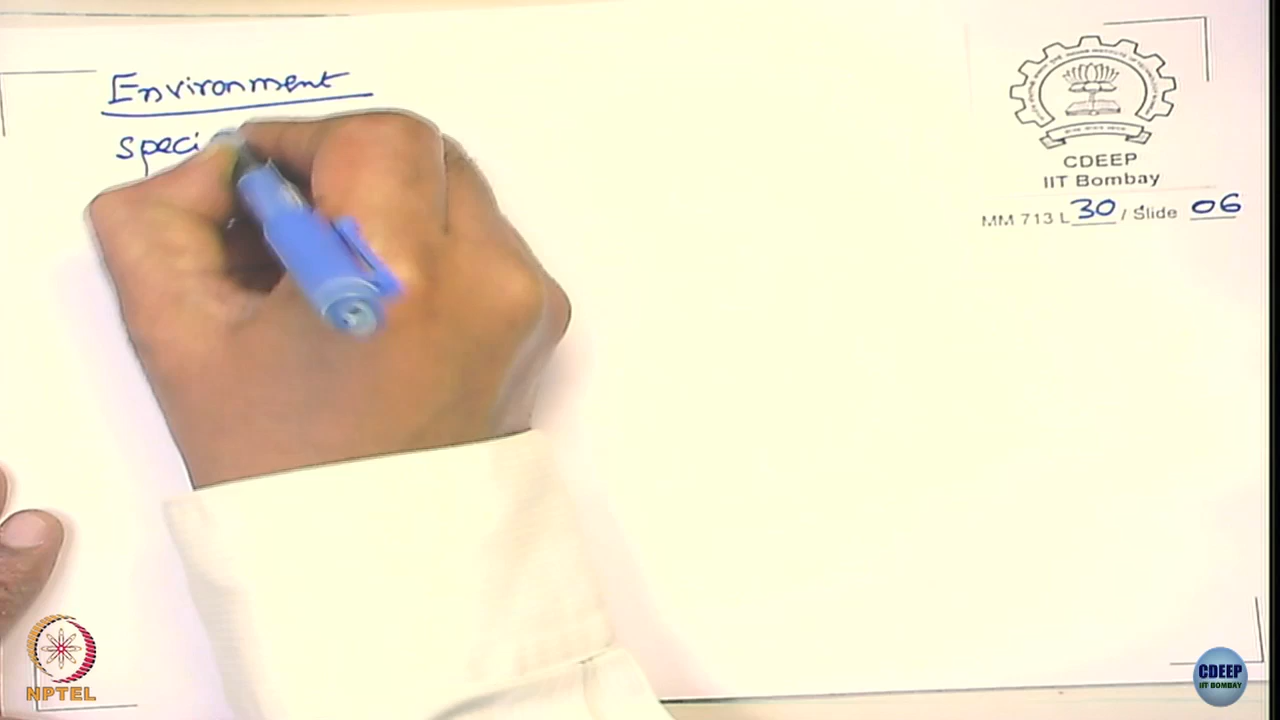 Environment
speci
CDEEP
IIT Bombay
MM 713 L 30 / Slide 06
NPTEL
CDEEP
IIT BOMBAY